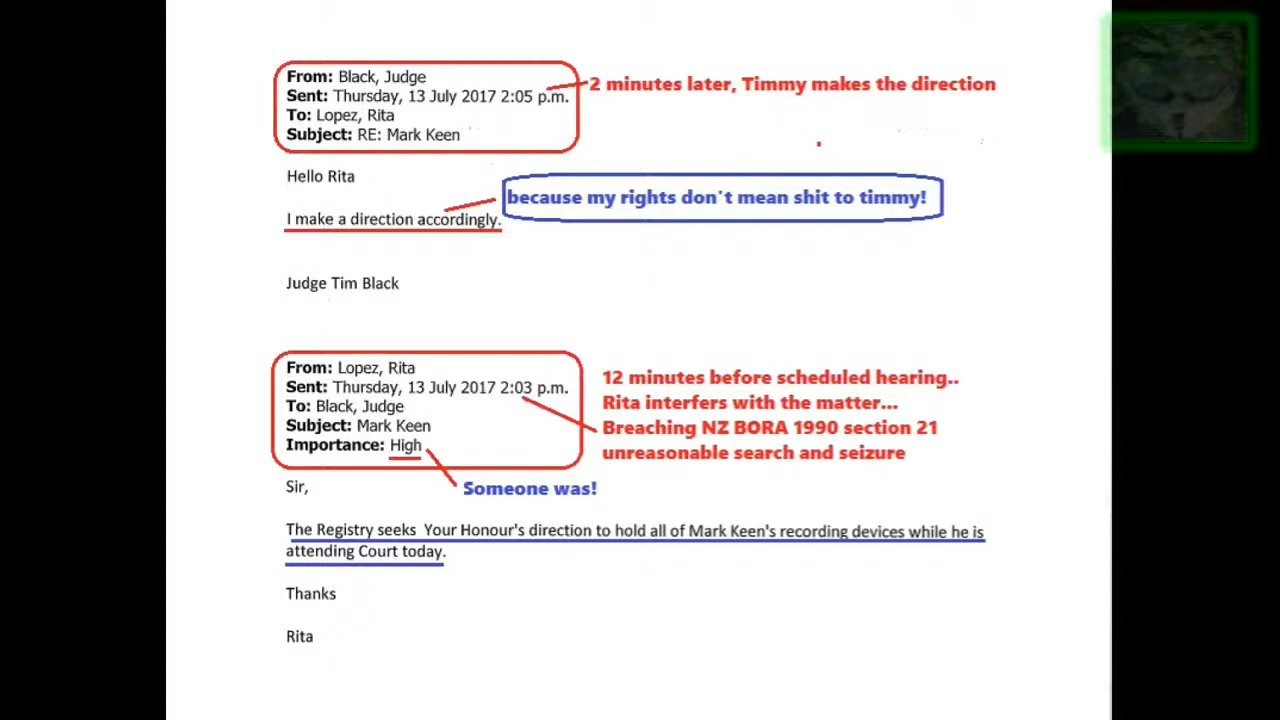 From: Black, Judge
Sent: Thursday, 13 July 2017 2:05 p.m.
2 minutes later, Timmy makes the direction
To: Lopez, Rita
Subject: RE: Mark Keen
Hello Rita
because my rights don't mean shit to timmy!
I make a direction accordingly.
Judge Tim Black
From: Lopez, Rita
Sent: Thursday, 13 July 2017 2:03 p.m.
To: Black, Judge
Subject: Mark Keen
Importance: High
12 minutes before scheduled hearing..
Rita interfers with the matter...
Breaching NZ BORA 1990 section 21
unreasonable search and seizure
Someone was!
Sir,
The Registry seeks Your Honour's direction to hold all of Mark Keen's recording devices while he is
attending Court today.
Thanks
Rita